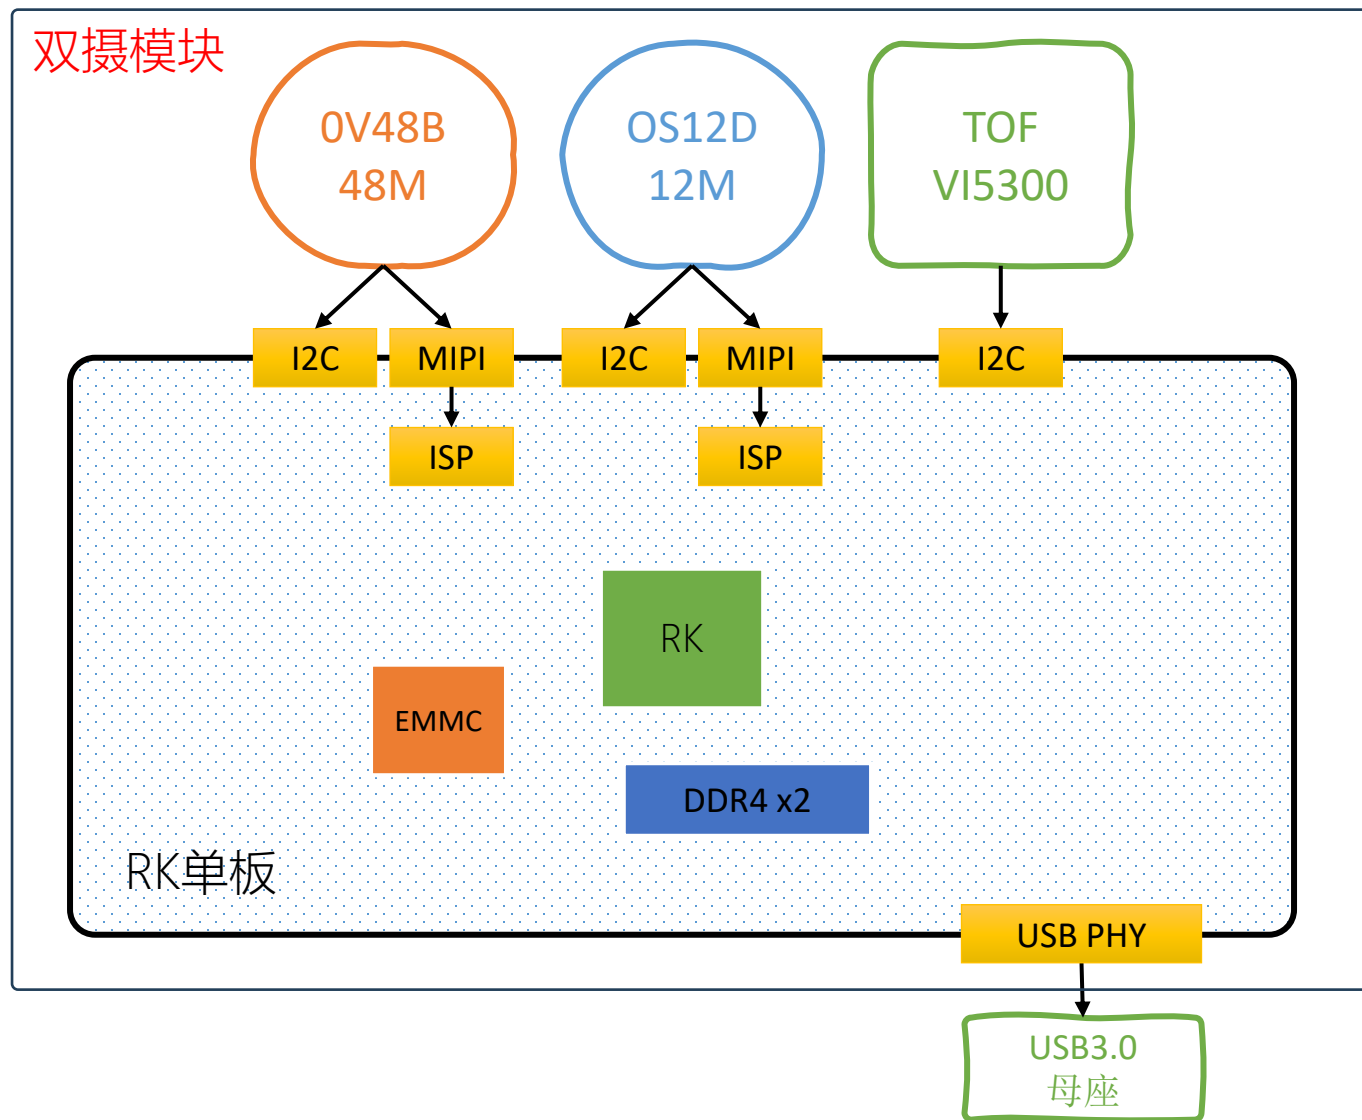 双摄模块
0V48B
48M
OS12D
12M
TOF
VI5300
I2C
MIPI
I2C
MIPI
I2C
ISP
ISP
RK
EMMC
DDR4 x2
RK单板
USB PHY
USB3.0
母座